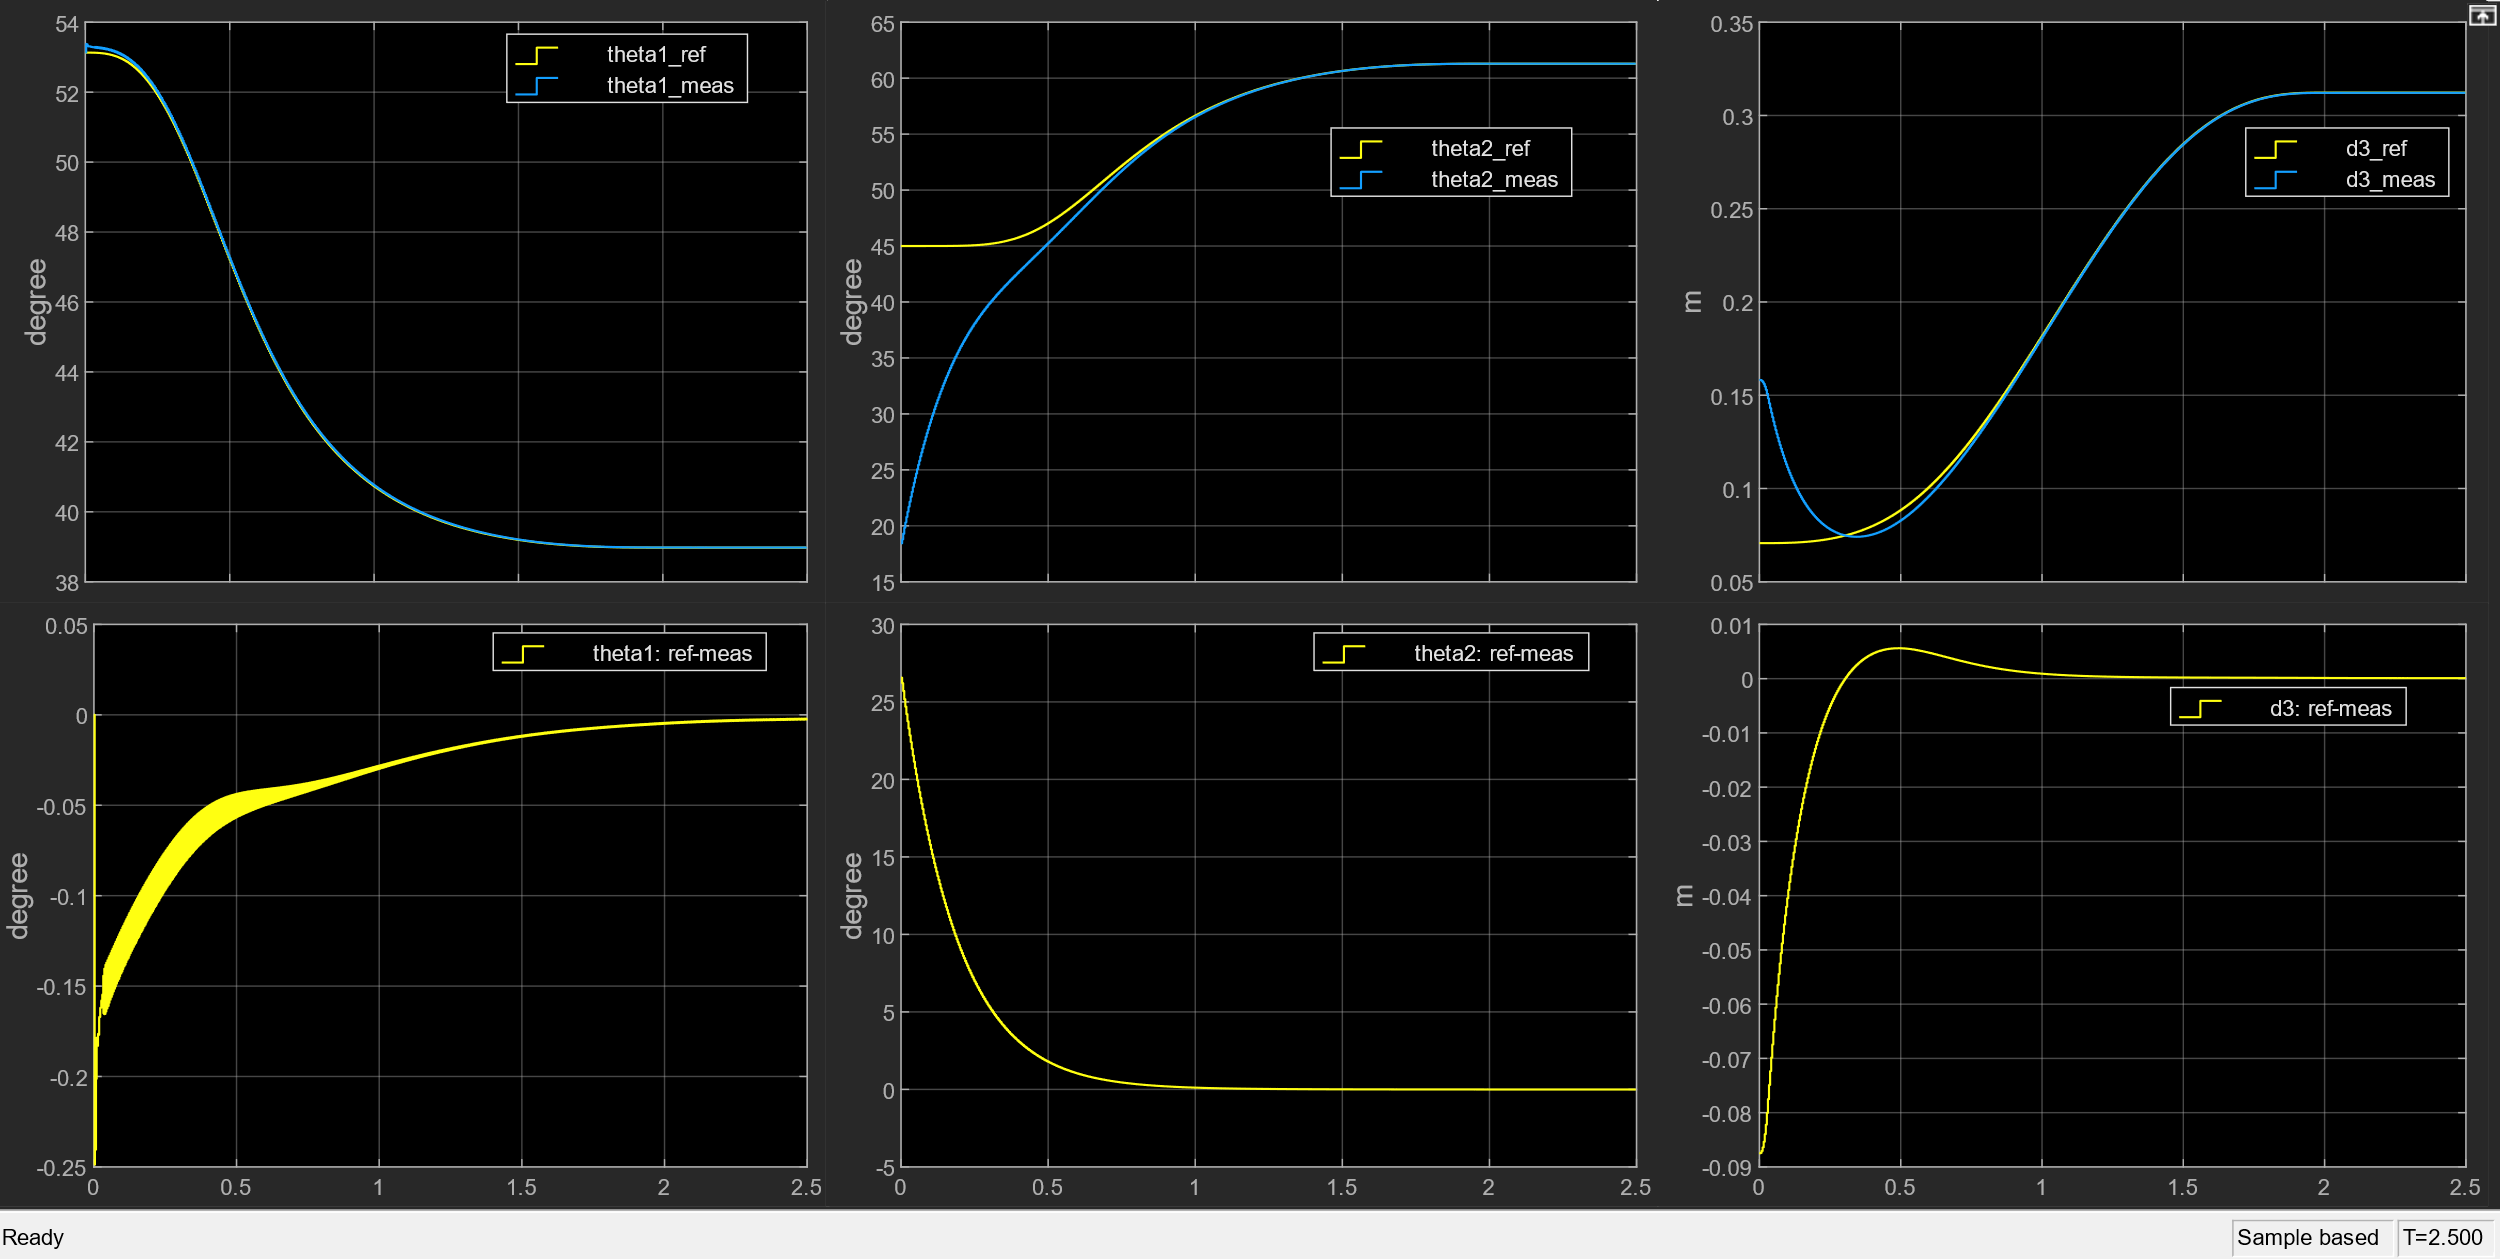 54
52
50
48
46
44
42
40
38
degree
theta1_ref
theta1_meas
65
60
55
50
45
40
35
30
25
20
15
degree
theta2_ref
theta2_meas
0.35
0.3
0.25
0.2
0.15
0.1
0.05
m
d3_ref
d3_meas
0.05
0
-0.05
-0.1
-0.15
-0.2
-0.25
degree
theta1: ref-meas
0 0.5 1 1.5 2 2.5
30
25
20
15
10
5
0
-5
degree
theta2: ref-meas
0 0.5 1 1.5 2 2.5
0.01
0
-0.01
-0.02
-0.03
-0.04
-0.05
-0.06
-0.07
-0.08
-0.09
m
d3: ref-meas
0 0.5 1 1.5 2 2.5
Ready
Sample based
T=2.500